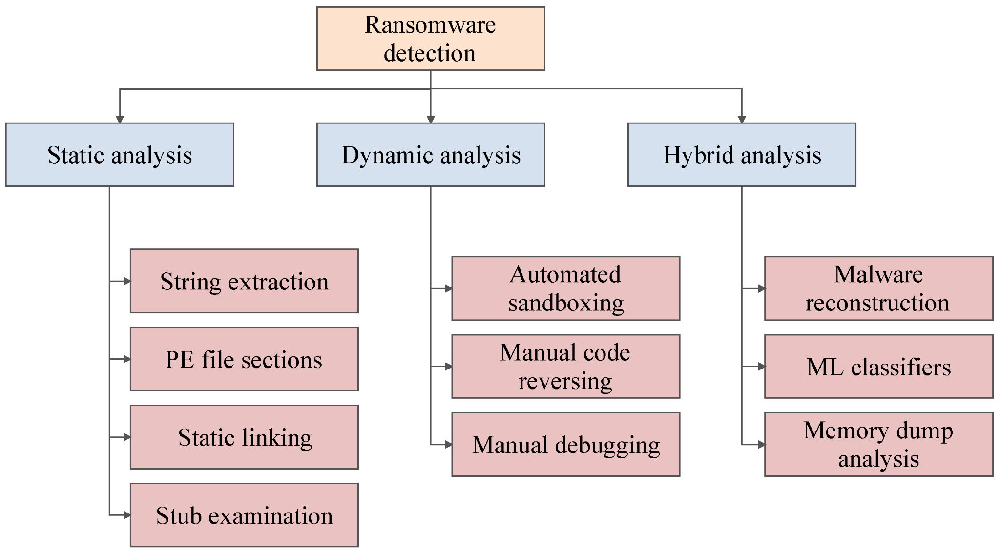 Ransomware
detection
Static analysis
Dynamic analysis
Hybrid analysis
String extraction
PE file sections
Static linking
Stub examination
Automated
sandboxing
Manual code
reversing
Manual debugging
Malware
reconstruction
ML classifiers
Memory dump
analysis